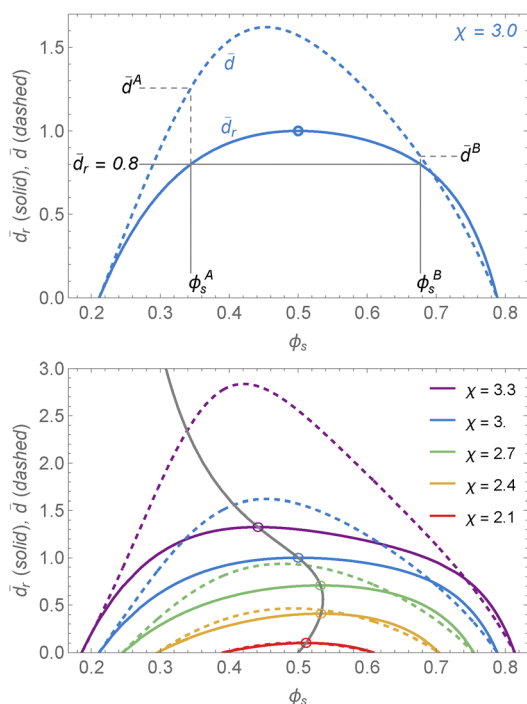 χ = 3.0
d̄_r (solid), d̄ (dashed)
1.5
1.0
0.5
0.0
d̄
d̄^A
d̄_r
d̄^B
d̄_r = 0.8
ϕ_s^A
ϕ_s^B
0.2 0.3 0.4 0.5 0.6 0.7 0.8
ϕ_s
d̄_r (solid), d̄ (dashed)
3.0
2.5
2.0
1.5
1.0
0.5
0.0
χ = 3.3
χ = 3.
χ = 2.7
χ = 2.4
χ = 2.1
0.2 0.3 0.4 0.5 0.6 0.7 0.8
ϕ_s